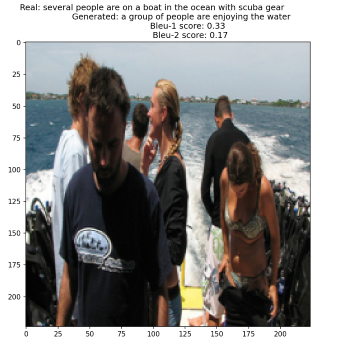 Real: several people are on a boat in the ocean with scuba gear
Generated: a group of people are enjoying the water
Bleu-1 score: 0.33
Bleu-2 score: 0.17
0
25
50
75
100
125
150
175
200
0 25 50 75 100 125 150 175 200